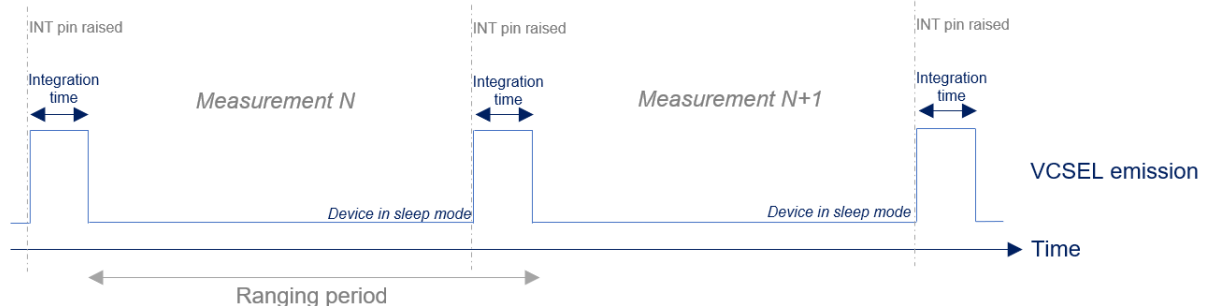 INT pin raised
INT pin raised
INT pin raised
Integration
time
Measurement N
Integration
time
Measurement N+1
Integration
time
VCSEL emission
Device in sleep mode
Device in sleep mode
Time
Ranging period